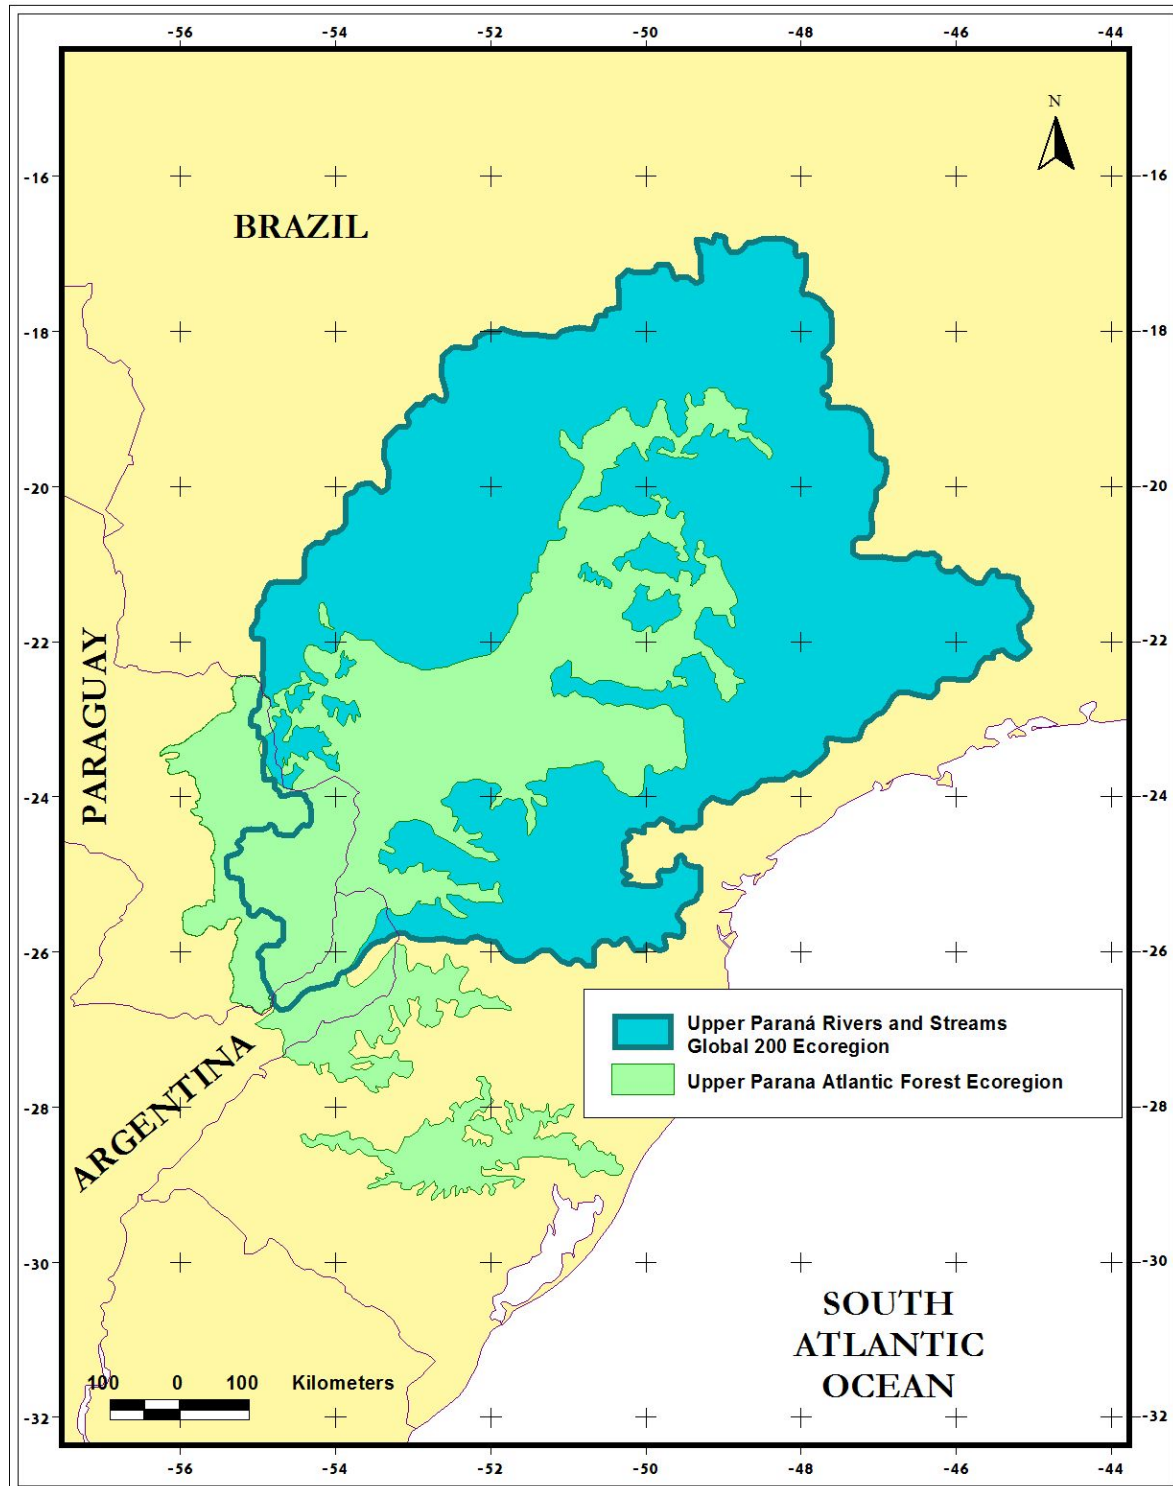 -56 -54 -52 -50 -48 -46 -44
N
-16 -16
BRAZIL
-18 -18
-20 -20
-22 -22
PARAGUAY
-24 -24
-26 -26
Upper Paraná Rivers and Streams
Global 200 Ecoregion
Upper Parana Atlantic Forest Ecoregion
ARGENTINA
-28 -28
-30 -30
SOUTH
ATLANTIC
OCEAN
100 0 100 Kilometers
-32 -32
-56 -54 -52 -50 -48 -46 -44